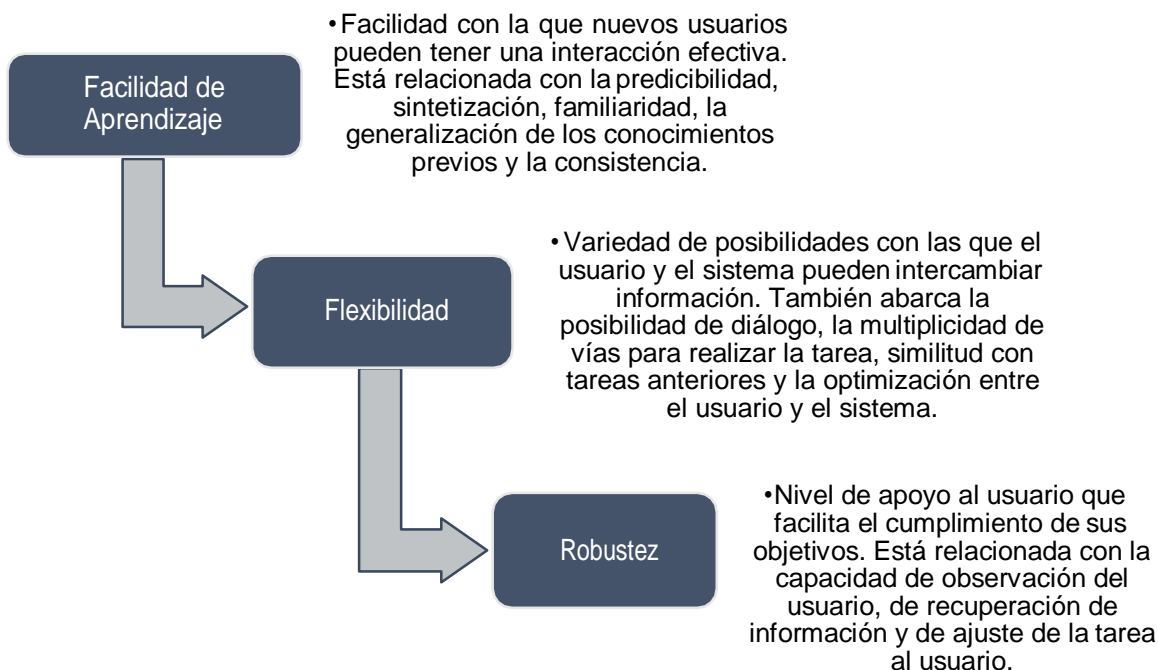 Facilidad de
Aprendizaje
•Facilidad con la que nuevos usuarios
pueden tener una interacción efectiva.
Está relacionada con la predicibilidad,
sintetización, familiaridad, la
generalización de los conocimientos
previos y la consistencia.
Flexibilidad
•Variedad de posibilidades con las que el
usuario y el sistema pueden intercambiar
información. También abarca la
posibilidad de diálogo, la multiplicidad de
vías para realizar la tarea, similitud con
tareas anteriores y la optimización entre
el usuario y el sistema.
Robustez
•Nivel de apoyo al usuario que
facilita el cumplimiento de sus
objetivos. Está relacionada con la
capacidad de observación del
usuario, de recuperación de
información y de ajuste de la tarea
al usuario.